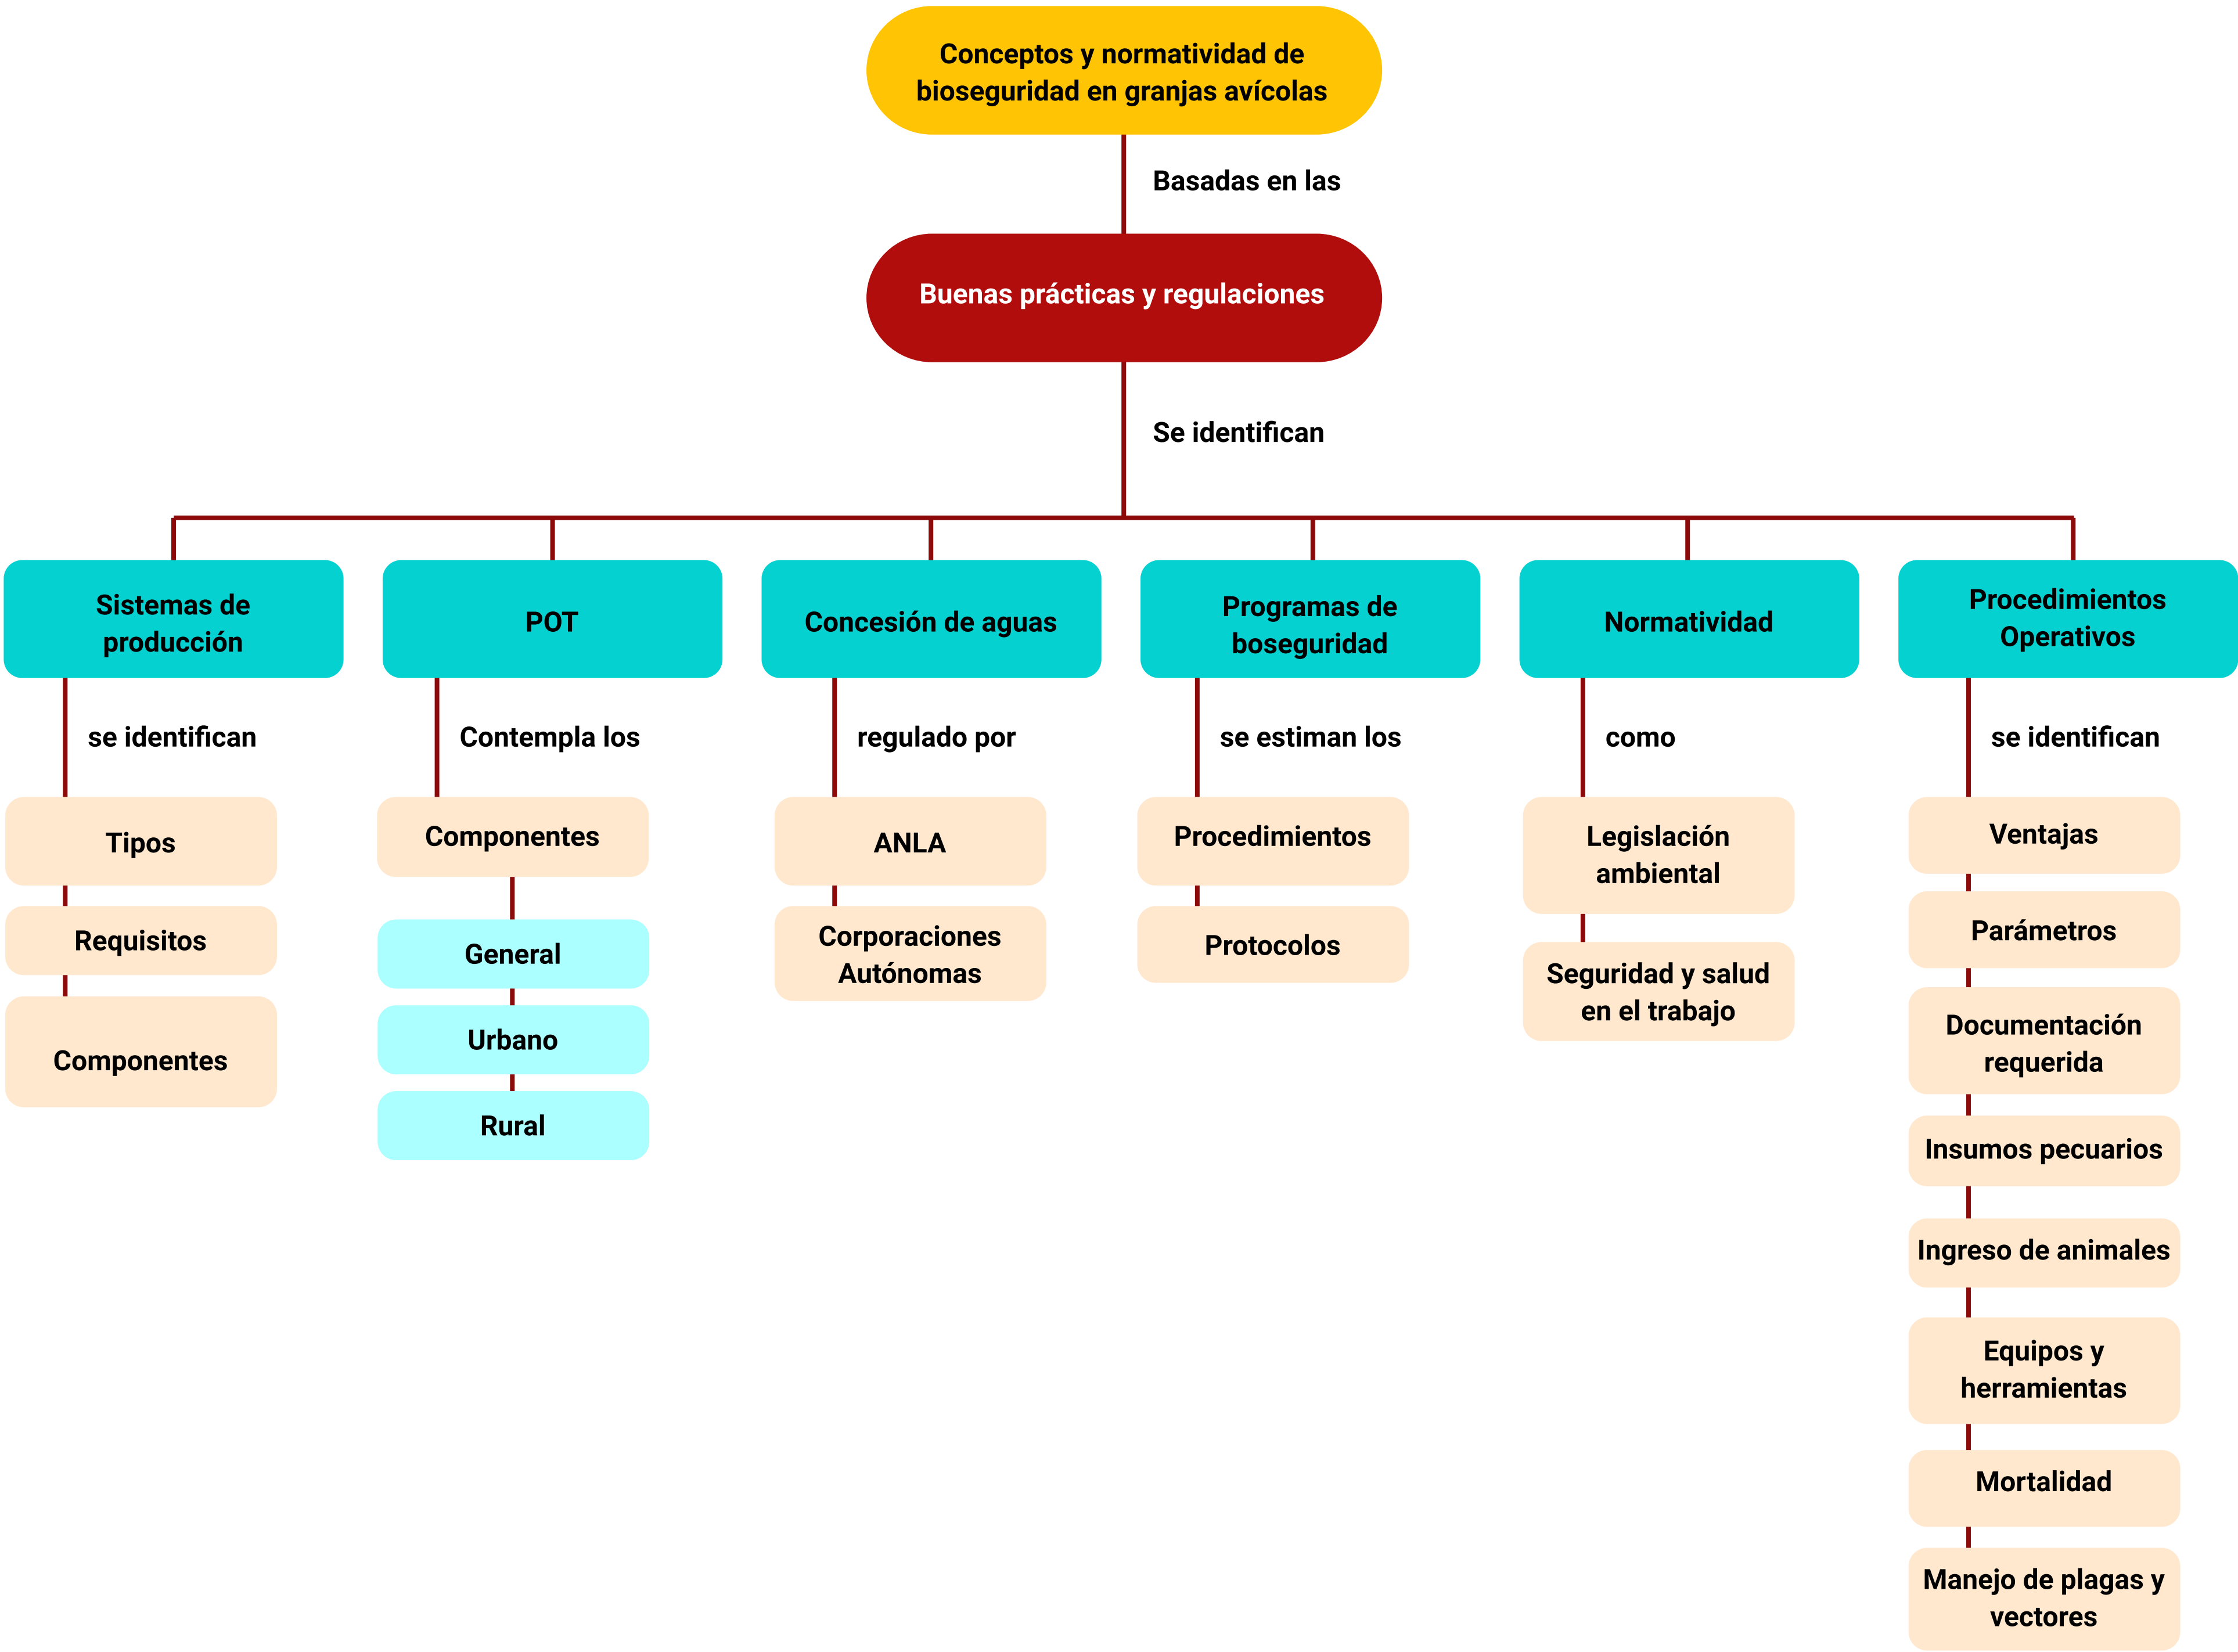 Conceptos y normatividad de
bioseguridad en granjas avícolas
Basadas en las
Buenas prácticas y regulaciones
Se identifican
Sistemas de
producción
se identifican
Tipos
Requisitos
Componentes
POT
Contempla los
Componentes
General
Urbano
Rural
Concesión de aguas
regulado por
ANLA
Corporaciones
Autónomas
Programas de
boseguridad
se estiman los
Procedimientos
Protocolos
Normatividad
como
Legislación
ambiental
Seguridad y salud
en el trabajo
Procedimientos
Operativos
se identifican
Ventajas
Parámetros
Documentación
requerida
Insumos pecuarios
Ingreso de animales
Equipos y
herramientas
Mortalidad
Manejo de plagas y
vectores